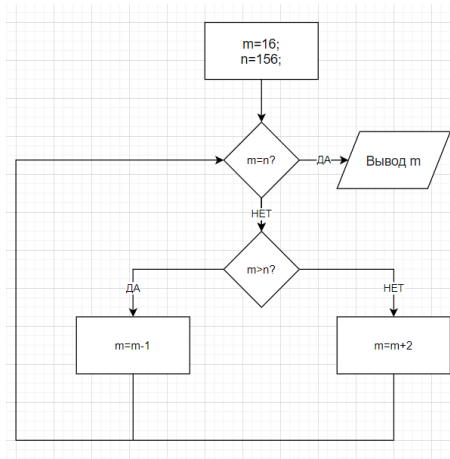 m=16;
n=156;
m=n?
ДА
Вывод m
НЕТ
m>n?
ДА
НЕТ
m=m-1
m=m+2